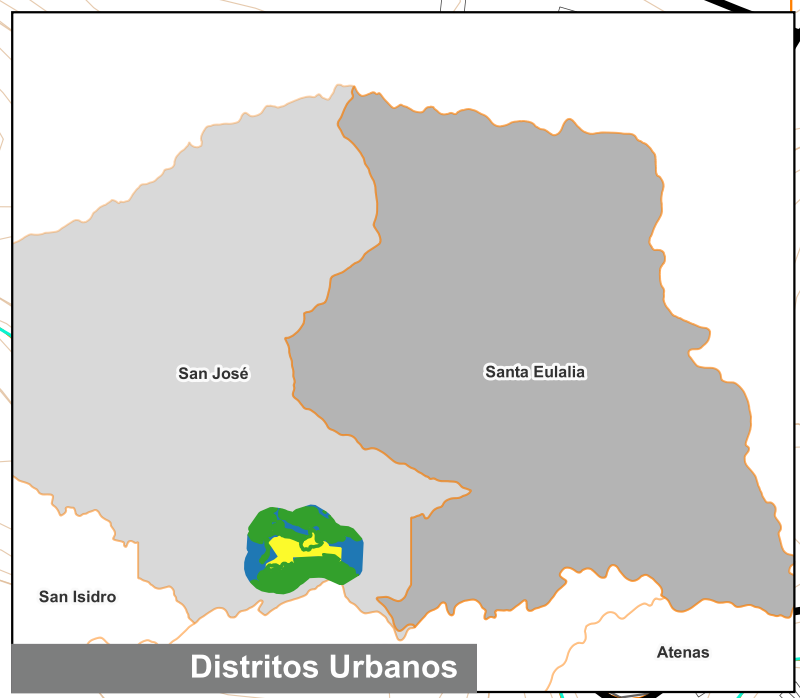 San José
Santa Eulalia
San Isidro
Atenas
Distritos Urbanos